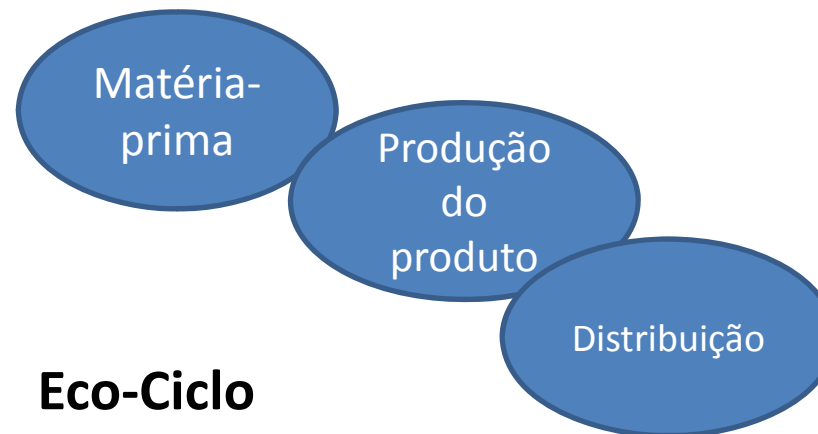 Matéria-
prima
Produção
do
produto
Distribuição
Eco-Ciclo